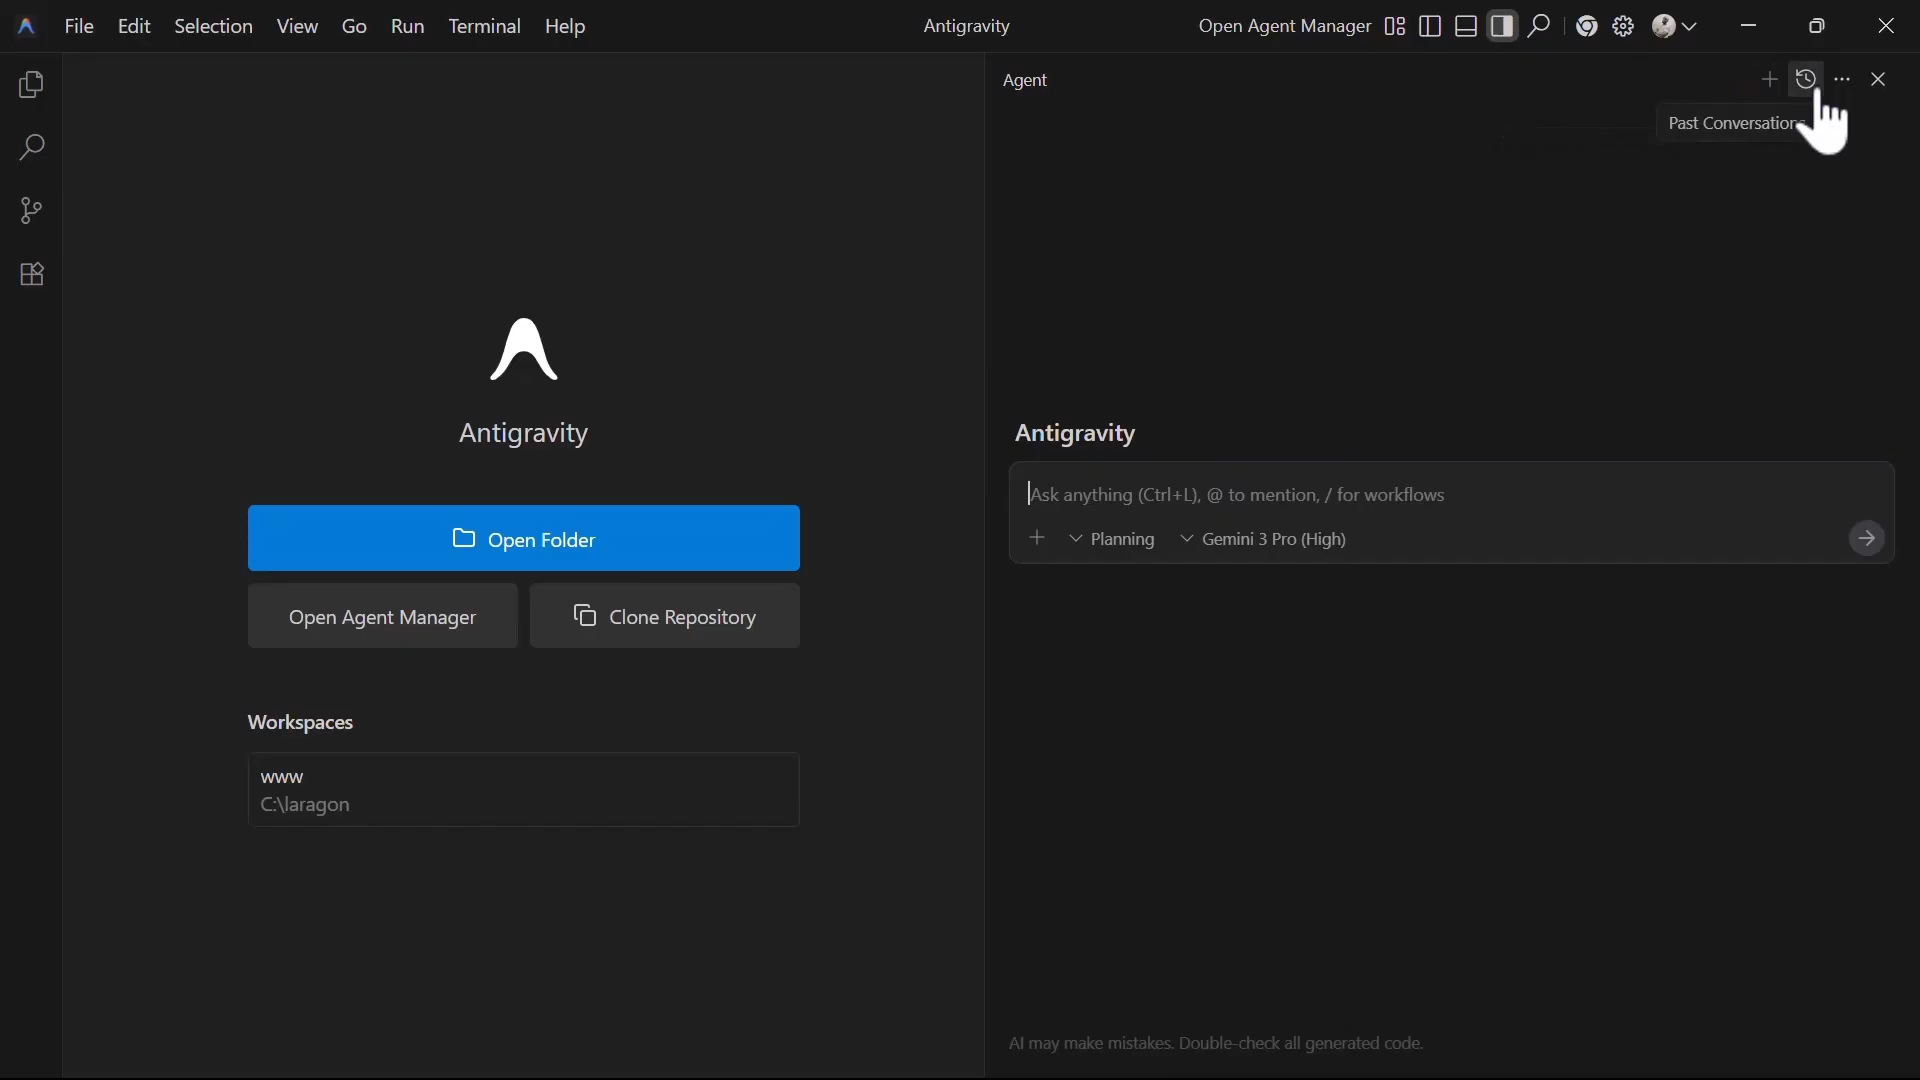 File Edit Selection View Go Run Terminal Help Antigravity Open Agent Manager
Agent
Past Conversations
Antigravity
Open Folder
Open Agent Manager Clone Repository
Workspaces
www
C:\laragon
Antigravity
Ask anything (Ctrl+L), @ to mention, / for workflows
Planning Gemini 3 Pro (High)
AI may make mistakes. Double-check all generated code.